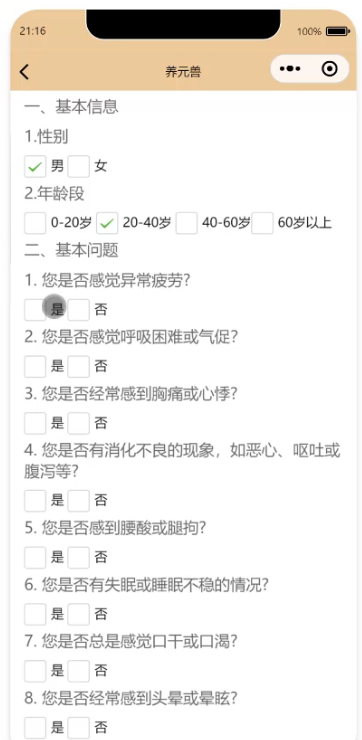 21:16 100%
养元兽
一、基本信息
1.性别
男 女
2.年龄段
0-20岁 20-40岁 40-60岁 60岁以上
二、基本问题
1. 您是否感觉异常疲劳?
是 否
2. 您是否感觉呼吸困难或气促?
是 否
3. 您是否经常感到胸痛或心悸?
是 否
4. 您是否有消化不良的现象，如恶心、呕吐或
腹泻等?
是 否
5. 您是否感到腰酸或腿拘?
是 否
6. 您是否有失眠或睡眠不稳的情况?
是 否
7. 您是否总是感觉口干或口渴?
是 否
8. 您是否经常感到头晕或晕眩?
是 否